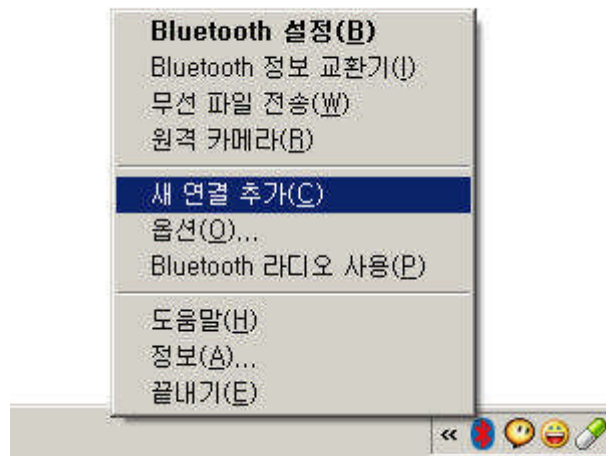 Bluetooth 설정(B)
Bluetooth 정보 교환기(I)
무선 파일 전송(W)
원격 카메라(R)
새 연결 추가(C)
옵션(O)...
Bluetooth 라디오 사용(P)
도움말(H)
정보(A)...
끝내기(E)
«